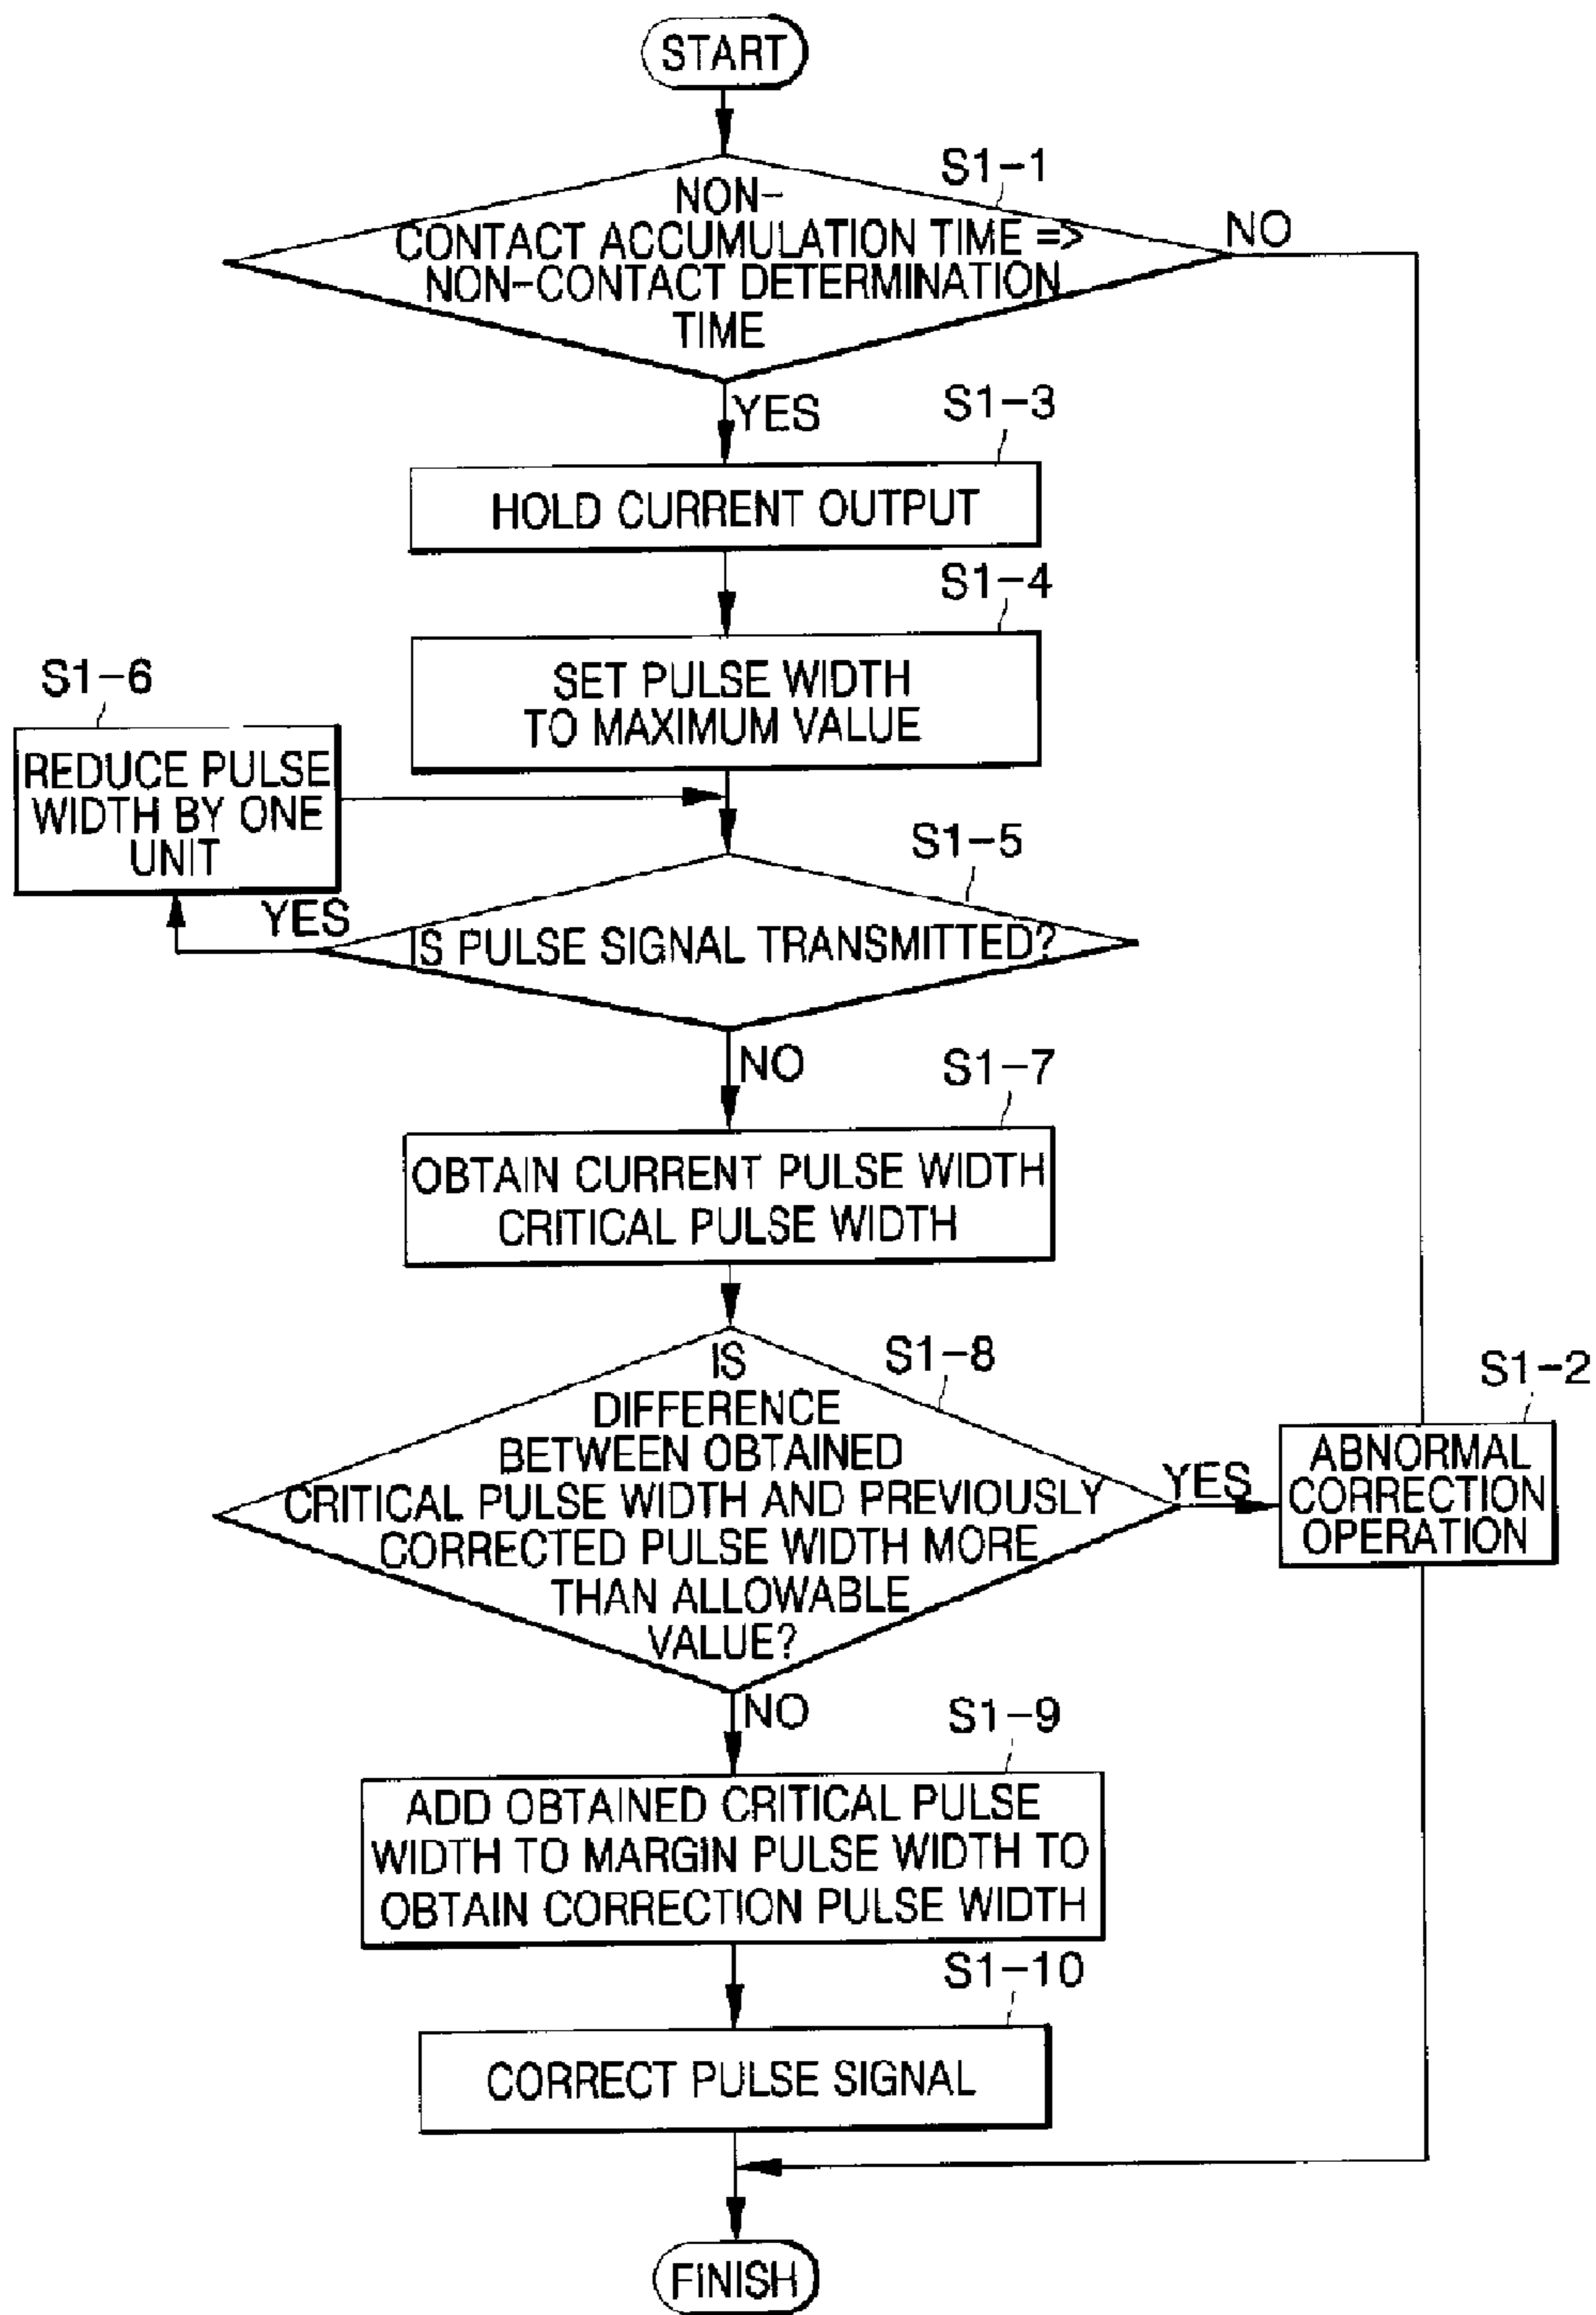 START
S1-1
NON-
CONTACT ACCUMULATION TIME =>
NON-CONTACT DETERMINATION
TIME
NO
YES
S1-3
HOLD CURRENT OUTPUT
S1-4
SET PULSE WIDTH
TO MAXIMUM VALUE
S1-6
REDUCE PULSE
WIDTH BY ONE
UNIT
S1-5
YES
IS PULSE SIGNAL TRANSMITTED?
NO
S1-7
OBTAIN CURRENT PULSE WIDTH
CRITICAL PULSE WIDTH
S1-8
IS
DIFFERENCE
BETWEEN OBTAINED
CRITICAL PULSE WIDTH AND PREVIOUSLY
CORRECTED PULSE WIDTH MORE
THAN ALLOWABLE
VALUE?
YES
S1-2
ABNORMAL
CORRECTION
OPERATION
NO
S1-9
ADD OBTAINED CRITICAL PULSE
WIDTH TO MARGIN PULSE WIDTH TO
OBTAIN CORRECTION PULSE WIDTH
S1-10
CORRECT PULSE SIGNAL
FINISH